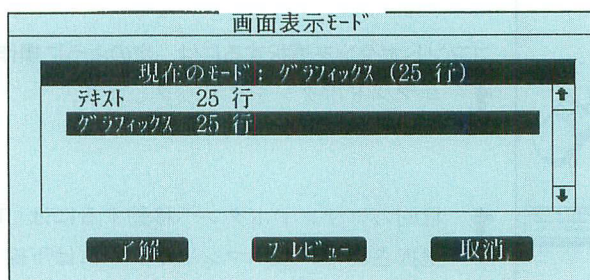 画面表示ﾓｰﾄﾞ
現在のﾓｰﾄﾞ: ｸﾞﾗﾌｨｯｸｽ (25 行)
ﾃｷｽﾄ 25 行
ｸﾞﾗﾌｨｯｸｽ 25 行
了解 ﾌﾟﾚﾋﾞｭｰ 取消